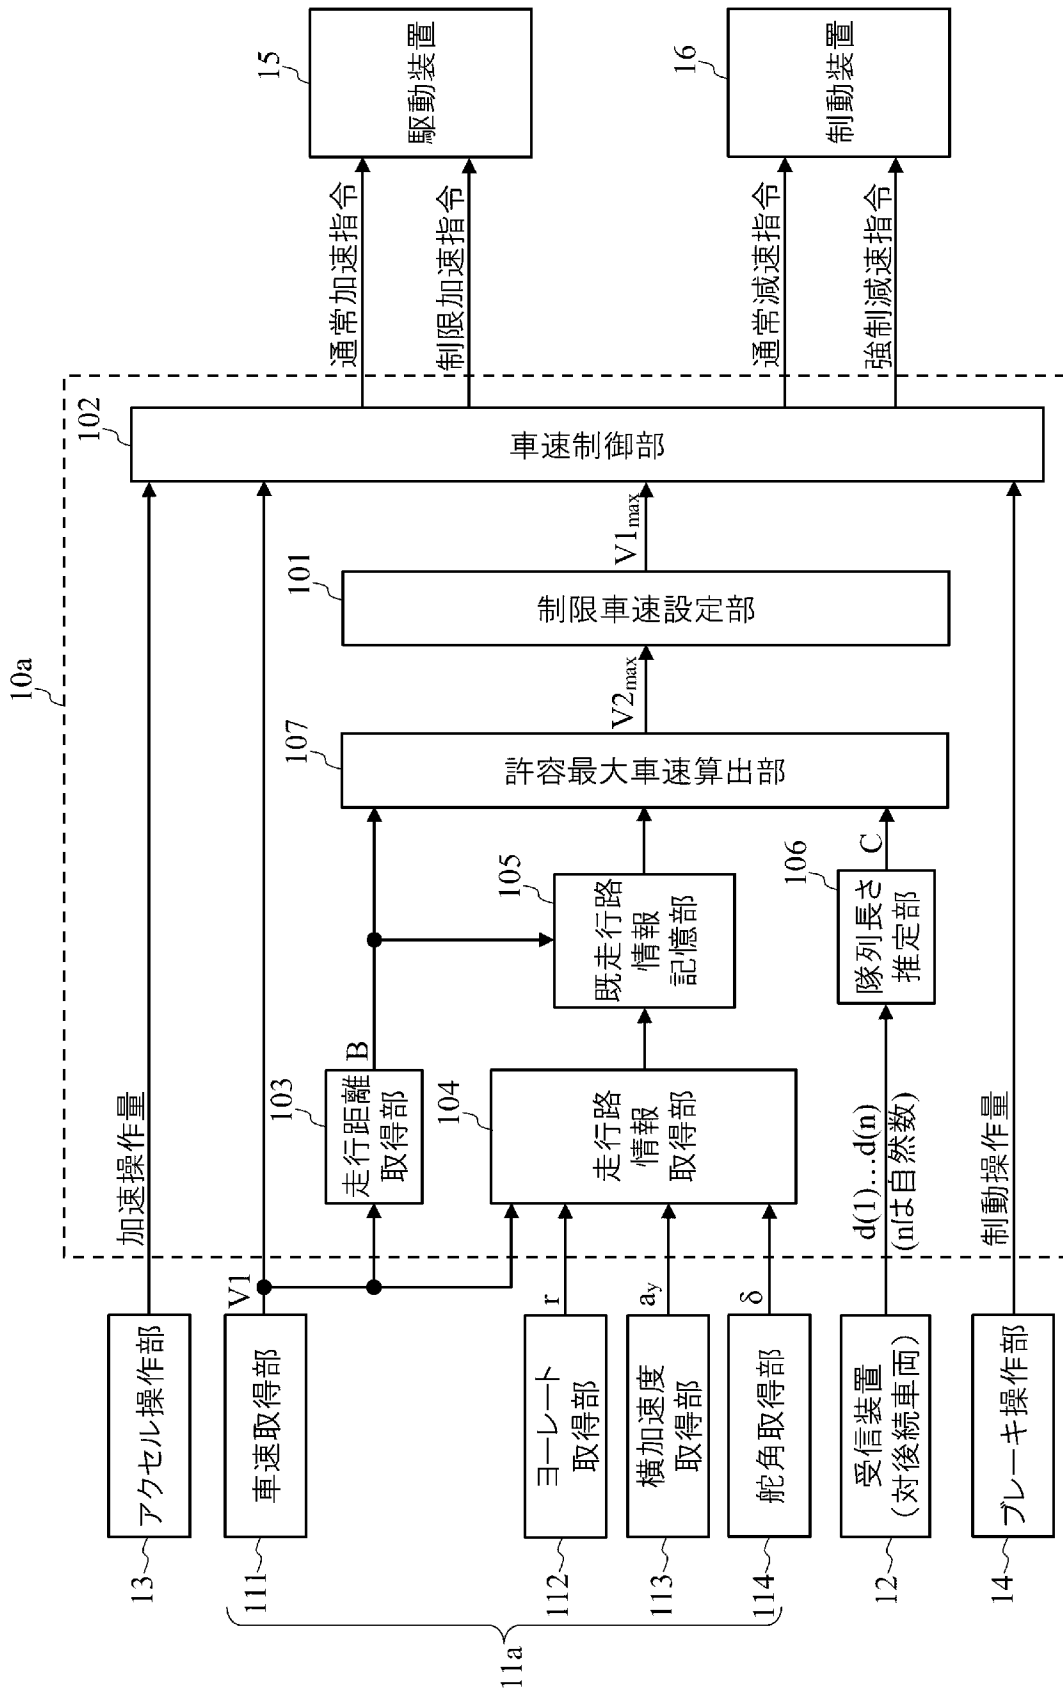 10a
13
アクセル操作部
加速操作量
111
車速取得部
V1
112
ヨーレート
取得部
r
113
横加速度
取得部
ay
114
舵角取得部
δ
11a
12
受信装置
(対後続車両)
d(1)…d(n)
(nは自然数)
14
ブレーキ操作部
制動操作量
103
走行距離
取得部
B
104
走行路
情報
取得部
105
既走行路
情報
記憶部
106
隊列長さ
推定部
C
107
許容最大車速算出部
V2max
101
制限車速設定部
V1max
102
車速制御部
通常加速指令
制限加速指令
15
駆動装置
通常減速指令
強制減速指令
16
制動装置